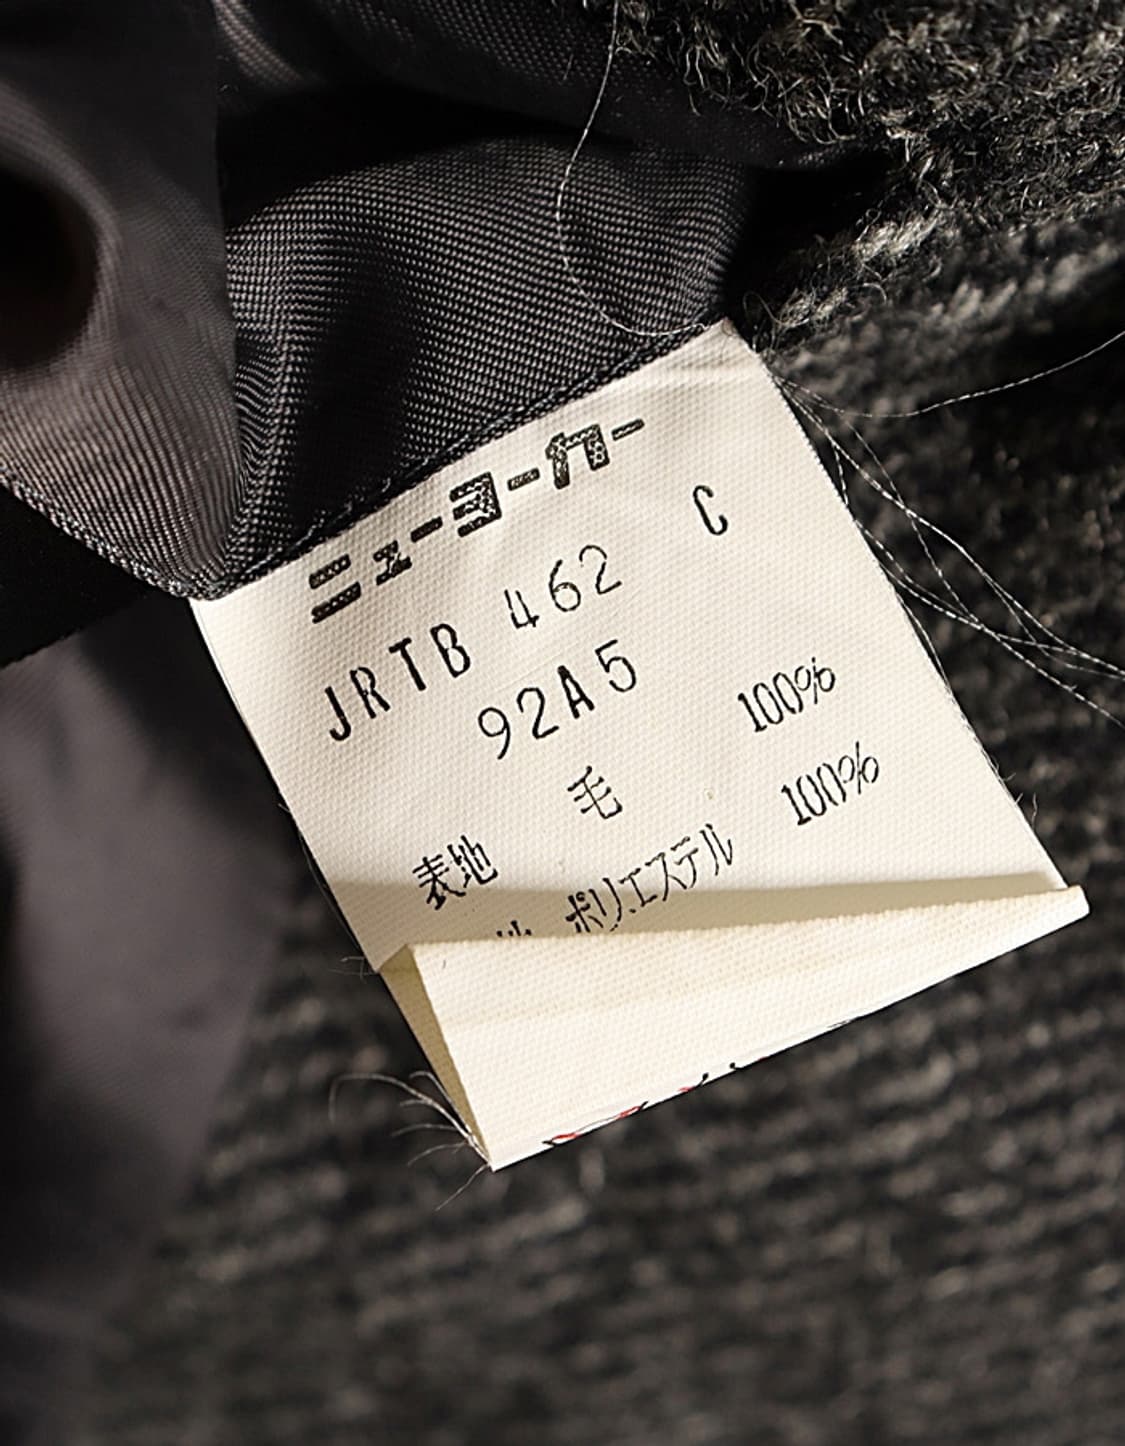 ニューヨーカー
JRTB 462 C
92A5
表地 毛 100%
地 ポリエステル 100%